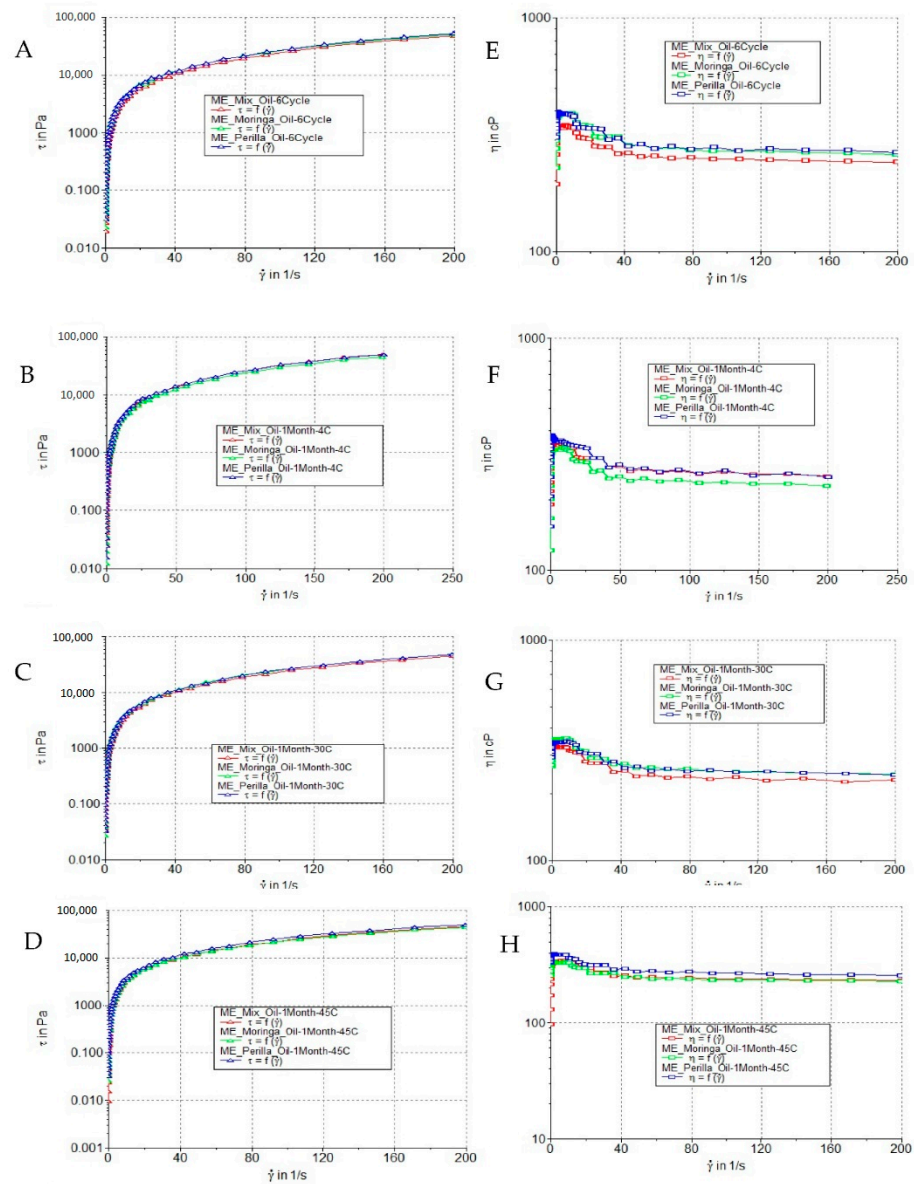 A
100,000
10,000
1000
0.100
0.010
τ in Pa
ME_Mix_Oil-6Cycle
τ = f (γ̇)
ME_Moringa_Oil-6Cycle
τ = f (γ̇)
ME_Perilla_Oil-6Cycle
τ = f (γ̇)
0 40 80 120 160 200
γ̇ in 1/s
E
1000
100
η in cP
ME_Mix_Oil-6Cycle
η = f (γ̇)
ME_Moringa_Oil-6Cycle
η = f (γ̇)
ME_Perilla_Oil-6Cycle
η = f (γ̇)
0 40 80 120 160 200
γ̇ in 1/s
B
100,000
10,000
1000
0.100
0.010
τ in Pa
ME_Mix_Oil-1Month-4C
τ = f (γ̇)
ME_Moringa_Oil-1Month-4C
τ = f (γ̇)
ME_Perilla_Oil-1Month-4C
τ = f (γ̇)
0 50 100 150 200 250
γ̇ in 1/s
F
1000
100
η in cP
ME_Mix_Oil-1Month-4C
η = f (γ̇)
ME_Moringa_Oil-1Month-4C
η = f (γ̇)
ME_Perilla_Oil-1Month-4C
η = f (γ̇)
0 50 100 150 200 250
γ̇ in 1/s
C
100,000
10,000
1000
0.100
0.010
τ in Pa
ME_Mix_Oil-1Month-30C
τ = f (γ̇)
ME_Moringa_Oil-1Month-30C
τ = f (γ̇)
ME_Perilla_Oil-1Month-30C
τ = f (γ̇)
0 40 80 120 160 200
γ̇ in 1/s
G
1000
100
η in cP
ME_Mix_Oil-1Month-30C
η = f (γ̇)
ME_Moringa_Oil-1Month-30C
η = f (γ̇)
ME_Perilla_Oil-1Month-30C
η = f (γ̇)
0 40 80 120 160 200
D
100,000
10,000
1000
0.100
0.010
0.001
τ in Pa
ME_Mix_Oil-1Month-45C
τ = f (γ̇)
ME_Moringa_Oil-1Month-45C
τ = f (γ̇)
ME_Perilla_Oil-1Month-45C
τ = f (γ̇)
0 40 80 120 160 200
γ̇ in 1/s
H
1000
100
10
η in cP
ME_Mix_Oil-1Month-45C
η = f (γ̇)
ME_Moringa_Oil-1Month-45C
η = f (γ̇)
ME_Perilla_Oil-1Month-45C
η = f (γ̇)
0 40 80 120 160 200
γ̇ in 1/s